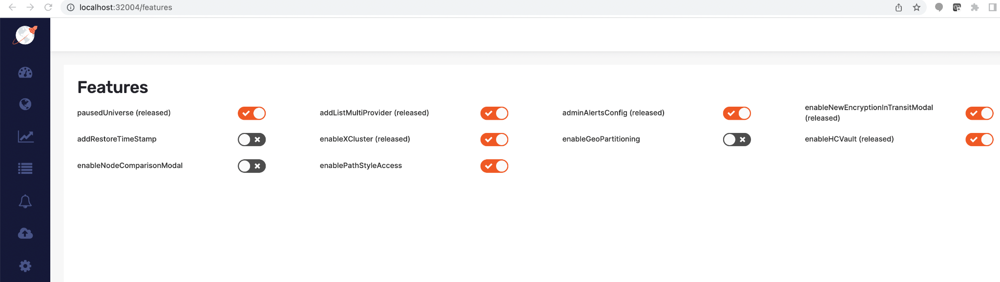 localhost:32004/features
Features
pausedUniverse (released)
addListMultiProvider (released)
adminAlertsConfig (released)
enableNewEncryptionInTransitModal
(released)
addRestoreTimeStamp
enableXCluster (released)
enableGeoPartitioning
enableHCVault (released)
enableNodeComparisonModal
enablePathStyleAccess